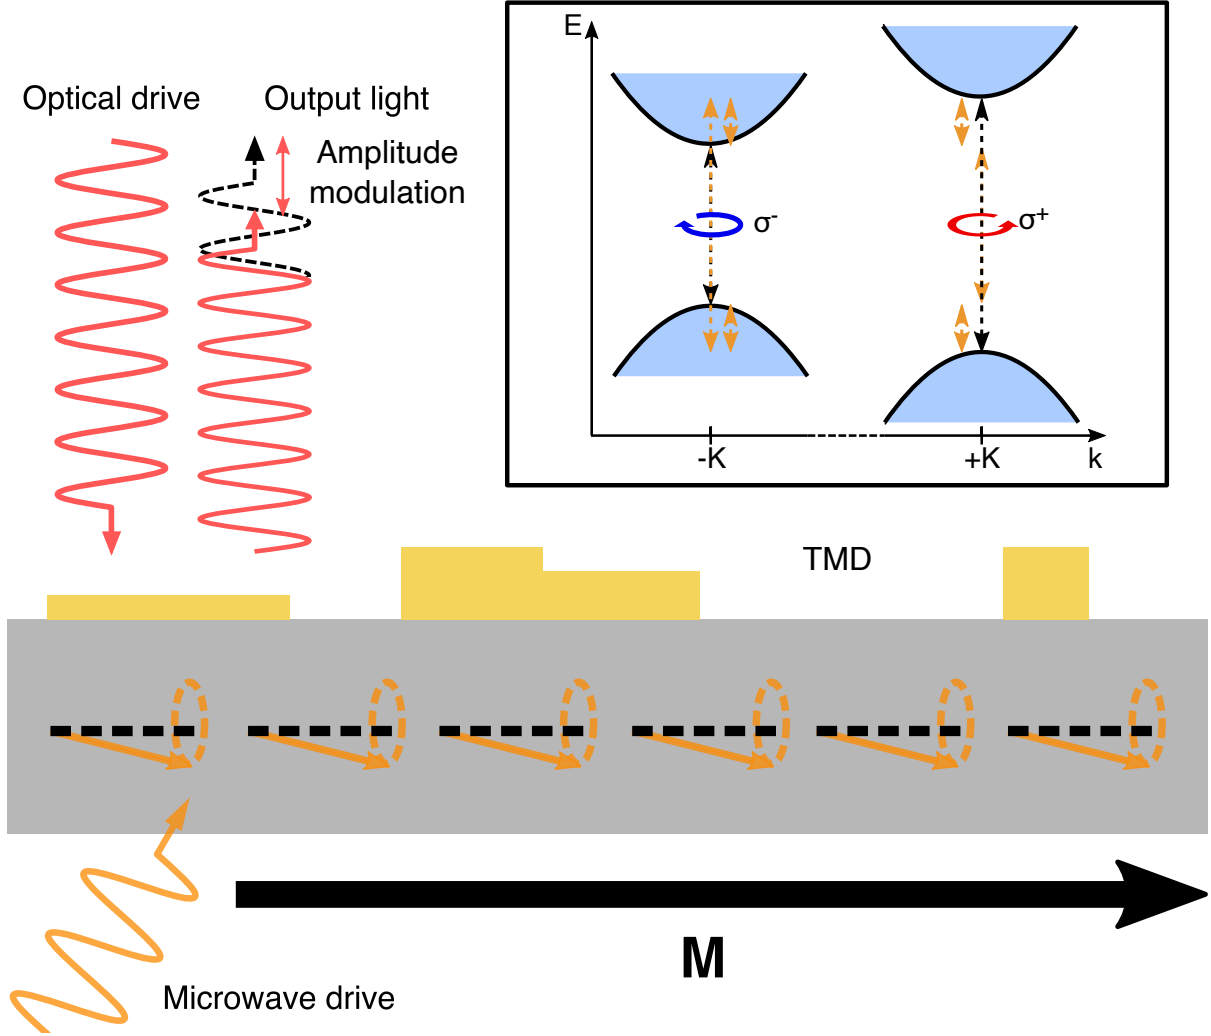 Optical drive
Output light
Amplitude
modulation
E
σ-
σ+
-K
+K
k
TMD
M
Microwave drive